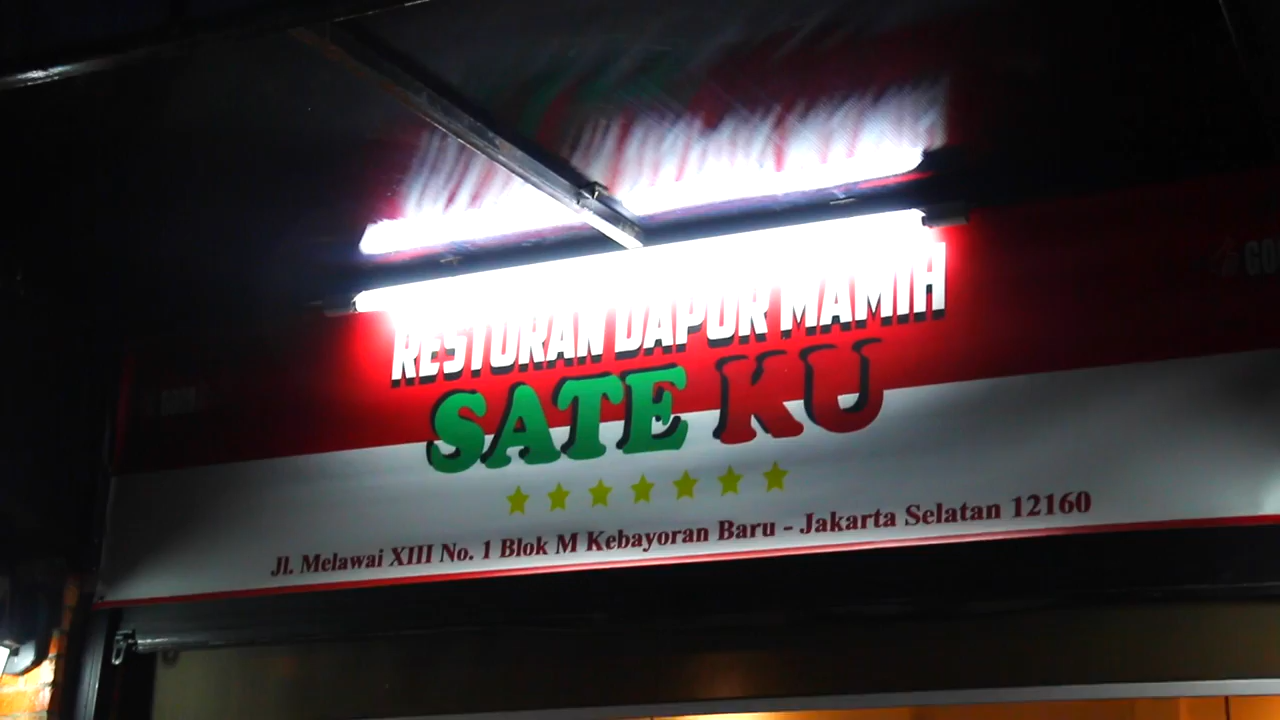 RESTORAN DAPUR MAMIH
SATE KU
Jl. Melawai XIII No. 1 Blok M Kebayoran Baru - Jakarta Selatan 12160